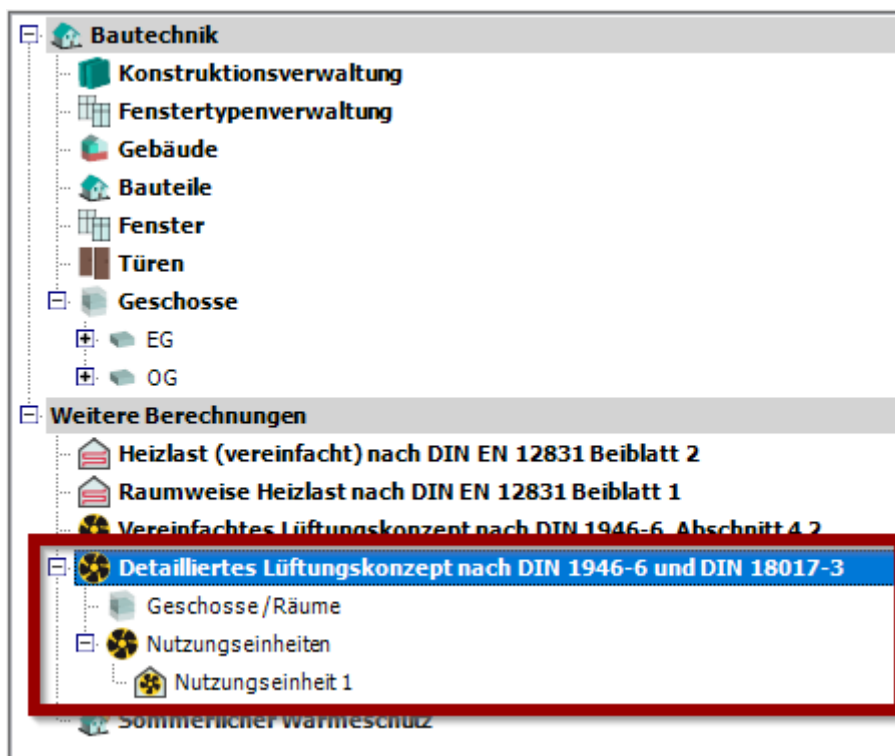 Bautechnik
Konstruktionsverwaltung
Fenstertypenverwaltung
Gebäude
Bauteile
Fenster
Türen
Geschosse
EG
OG
Weitere Berechnungen
Heizlast (vereinfacht) nach DIN EN 12831 Beiblatt 2
Raumweise Heizlast nach DIN EN 12831 Beiblatt 1
Vereinfachtes Lüftungskonzept nach DIN 1946-6, Abschnitt 4.2
Detailliertes Lüftungskonzept nach DIN 1946-6 und DIN 18017-3
Geschosse/Räume
Nutzungseinheiten
Nutzungseinheit 1
Sommerlicher Wärmeschutz